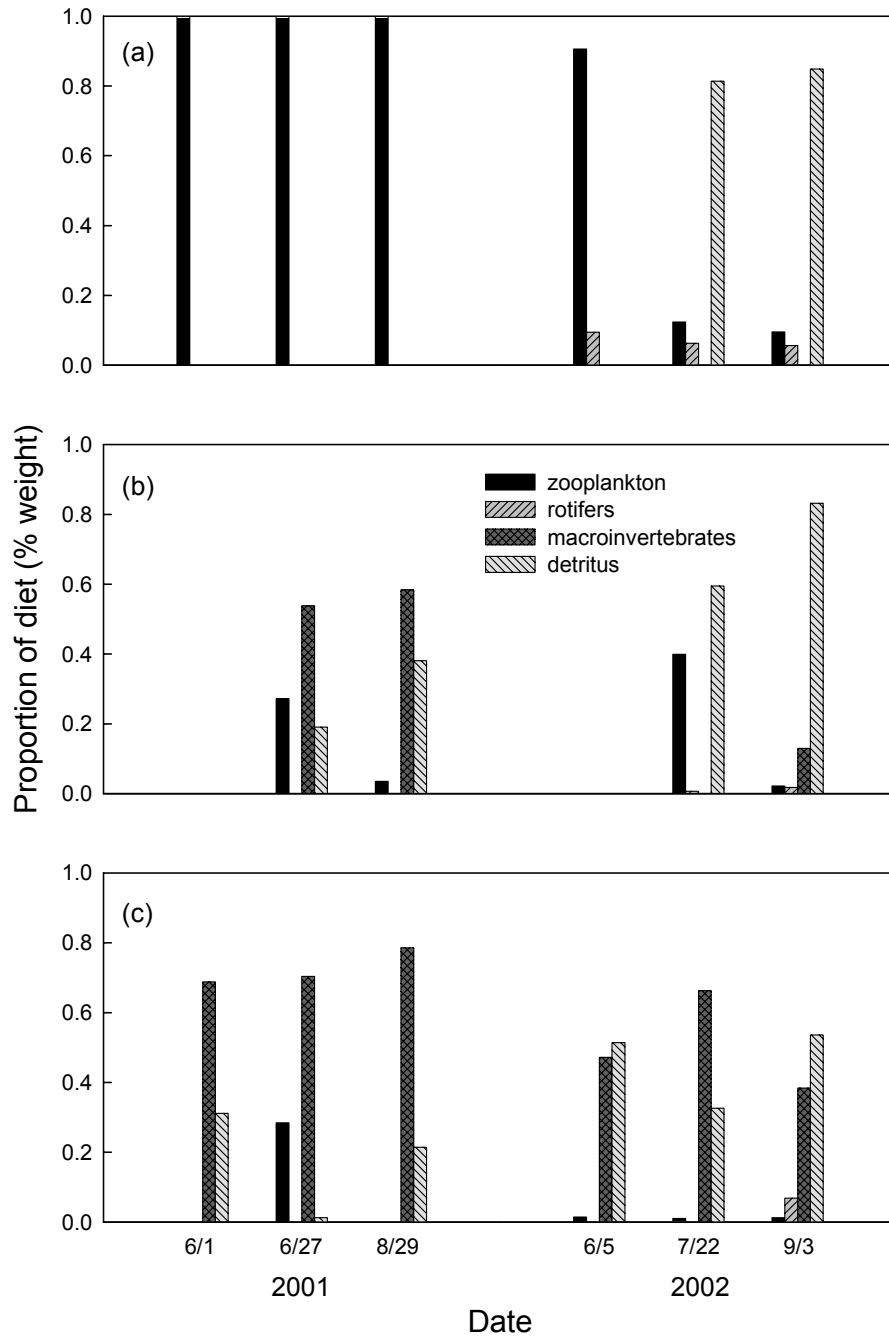 1.0
(a)
0.8
0.6
0.4
0.2
0.0
Proportion of diet (% weight)
1.0
(b)
zooplankton
rotifers
macroinvertebrates
detritus
0.8
0.6
0.4
0.2
0.0
1.0
(c)
0.8
0.6
0.4
0.2
0.0
6/1 6/27 8/29 6/5 7/22 9/3
2001 2002
Date